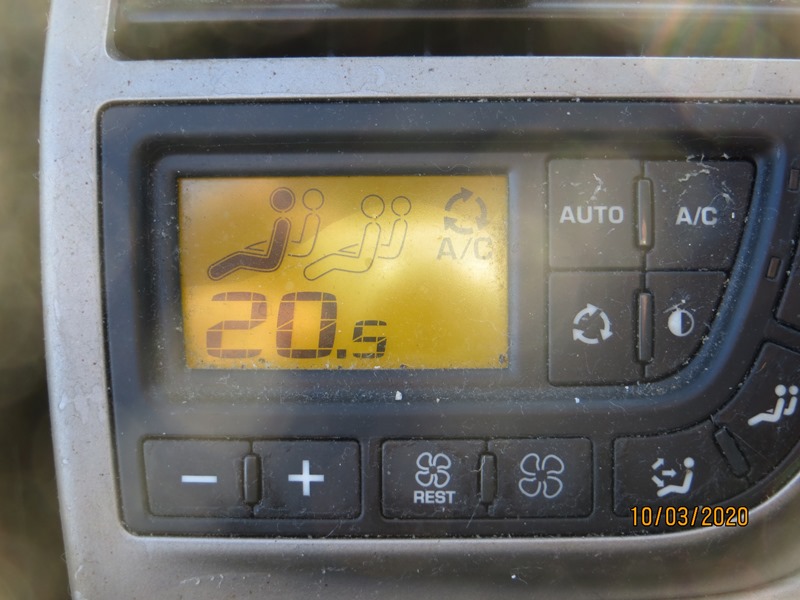 A/C
20.5
AUTO
A/C
- +
REST
10/03/2020